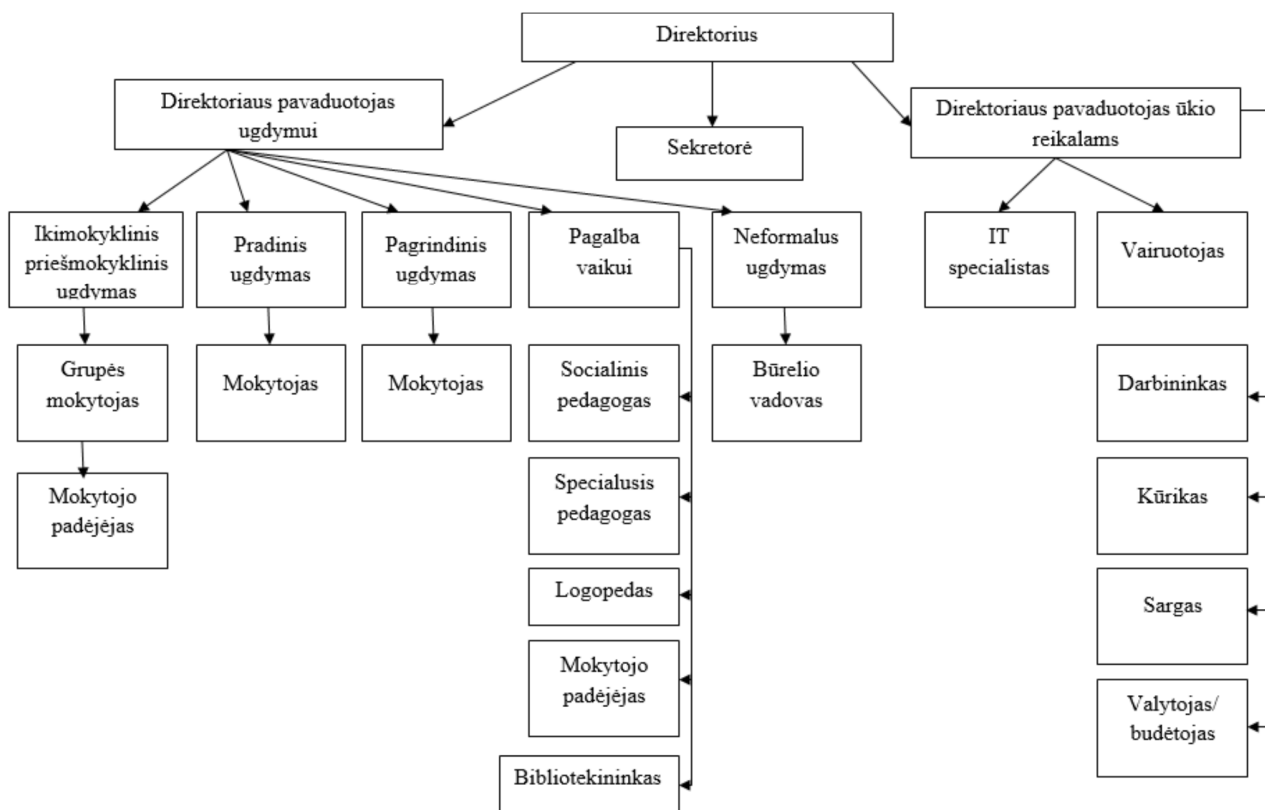 Direktorius
Direktoriaus pavaduotojas
ugdymui
Sekretorė
Direktoriaus pavaduotojas ūkio
reikalams
Ikimokyklinis
priešmokyklinis
ugdymas
Pradinis
ugdymas
Pagrindinis
ugdymas
Pagalba
vaikui
Neformalus
ugdymas
IT
specialistas
Vairuotojas
Grupės
mokytojas
Mokytojas
Mokytojas
Socialinis
pedagogas
Būrelio
vadovas
Darbininkas
Mokytojo
padėjėjas
Specialusis
pedagogas
Kūrikas
Logopedas
Sargas
Mokytojo
padėjėjas
Valytojas/
budėtojas
Bibliotekininkas